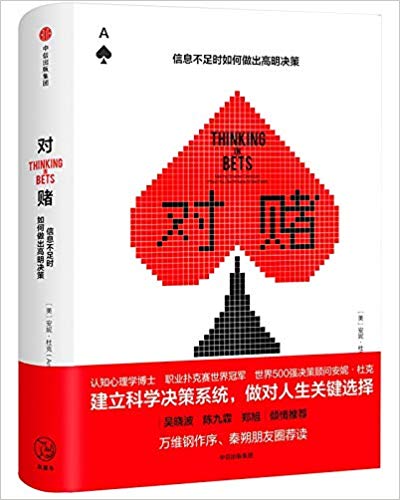 中信出版集团
对
THINKING
IN
BETS
赌
信息不足时
如何做出高明决策
[美] 安妮·杜克
A
信息不足时如何做出高明决策
THINKING
IN
BETS
对赌
[美] 安妮·杜克
认知心理学博士 职业扑克赛世界冠军 世界500强决策顾问安妮·杜克
建立科学决策系统，做对人生关键选择
吴晓波 陈九霖 郑旭 倾情推荐
万维钢作序、秦朔朋友圈荐读
中信出版集团